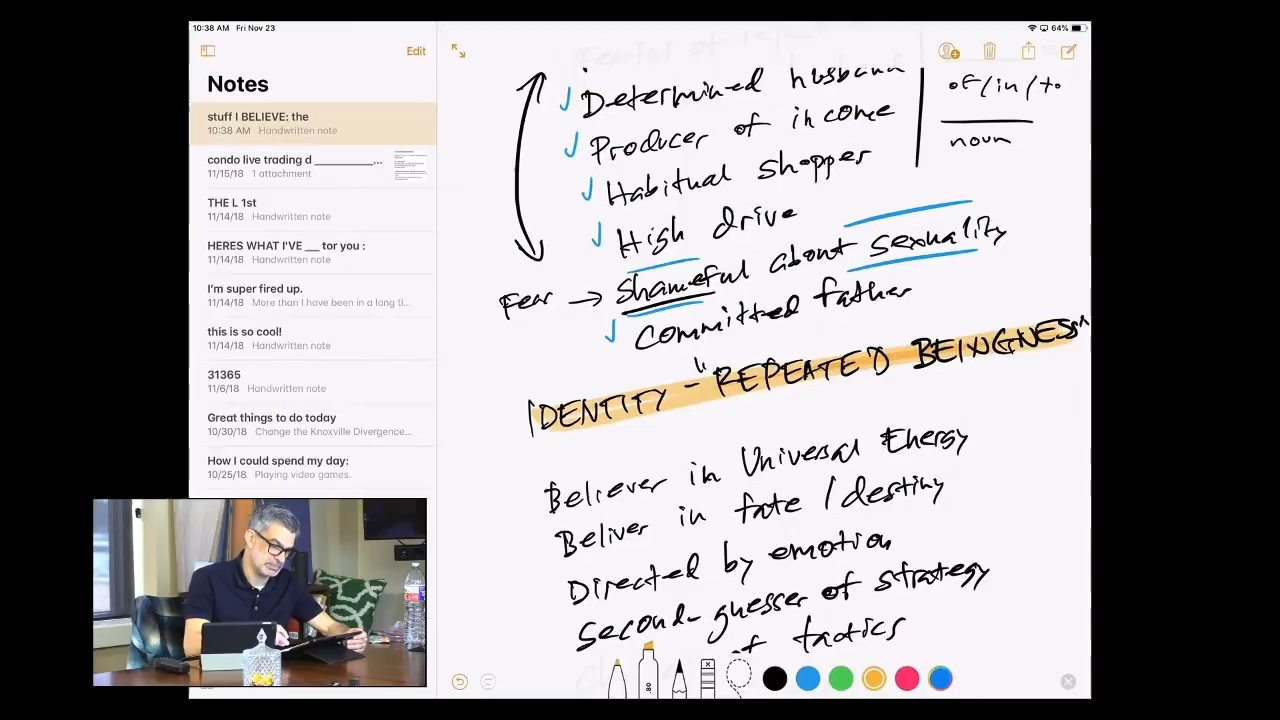 10:38 AM Fri Nov 23
64%
Edit
Notes
stuff I BELIEVE: the
10:38 AM Handwritten note
condo live trading d __________...
11/15/18 1 attachment
THE L 1st
11/14/18 Handwritten note
HERES WHAT I'VE ___ tor you :
11/14/18 Handwritten note
I'm super fired up.
11/14/18 More than I have been in a long ti...
this is so cool!
11/14/18 Handwritten note
31365
11/6/18 Handwritten note
Great things to do today
10/30/18 Change the Knoxville Divergence...
How I could spend my day:
10/25/18 Playing video games.
Determined husband
Producer of income
Habitual shopper
High drive
Fear → shameful about sexuality
committed father
of/in/to
noun
IDENTITY - "REPEATED BEINGNESS"
Believer in Universal Energy
Beliver in fate / destiny
Directed by emotion
Second-guesser of strategy
of tactics
.80